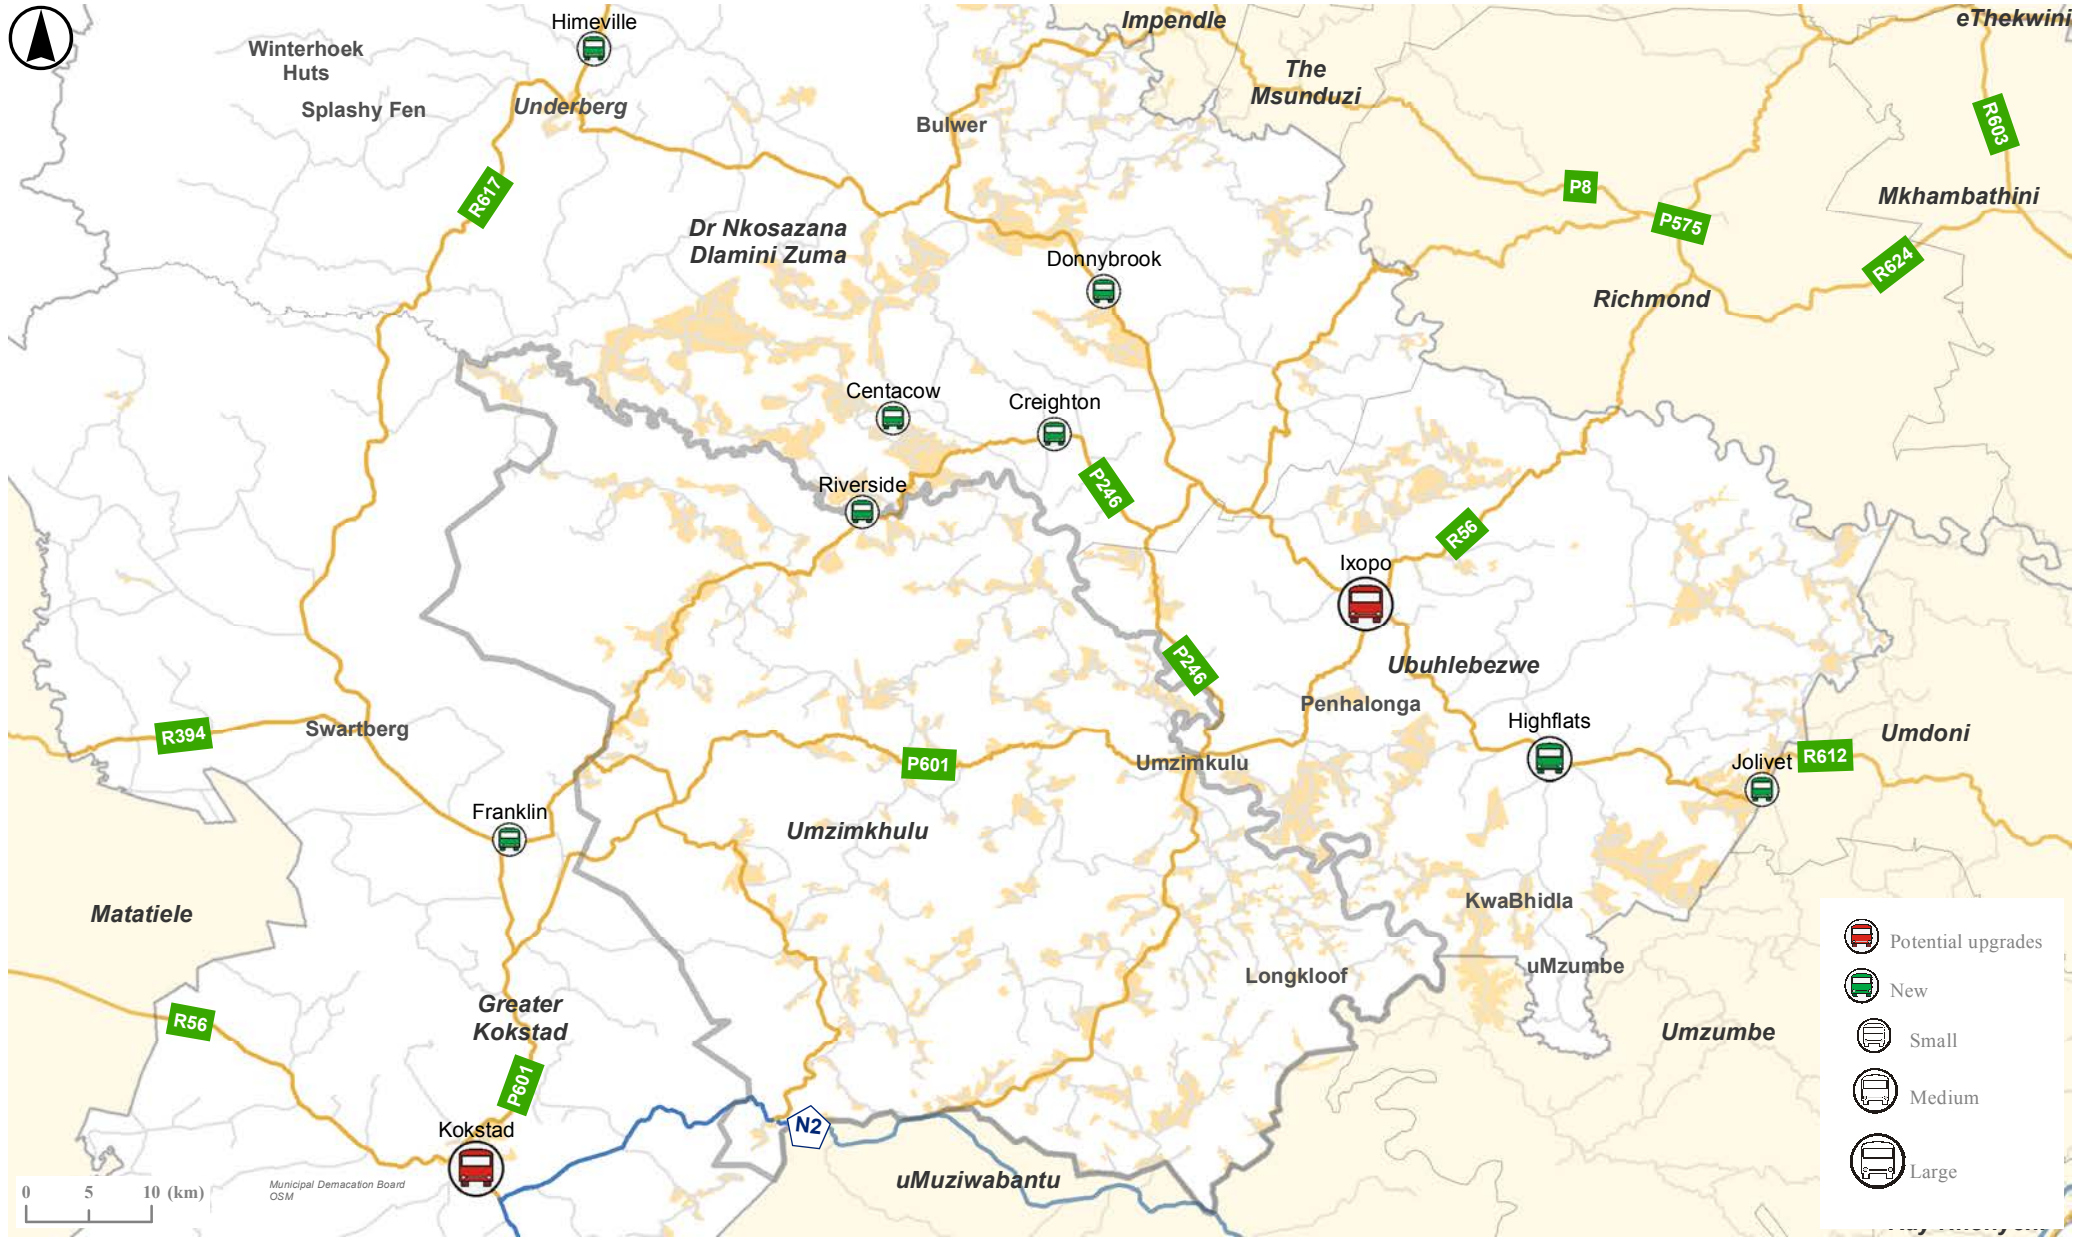 Himeville
Impendle
eThekwini
Winterhoek
Huts
The
Msunduzi
Splashy Fen
Underberg
Bulwer
R603
R617
P8
Mkhambathini
P575
Dr Nkosazana
Dlamini Zuma
Donnybrook
R624
Richmond
Centacow
Creighton
Riverside
P246
R56
Ixopo
P246
Ubuhlebezwe
Penhalonga
Highflats
R394
Swartberg
Umdoni
P601
Umzimkulu
Jolivet
R612
Franklin
Umzimkhulu
Matatiele
KwaBhidla
Potential upgrades
uMzumbe
Longkloof
New
Greater
Kokstad
R56
Umzumbe
Small
P601
Medium
Kokstad
N2
Large
uMuziwabantu
0 5 10 (km)
Municipal Demacation Board
OSM